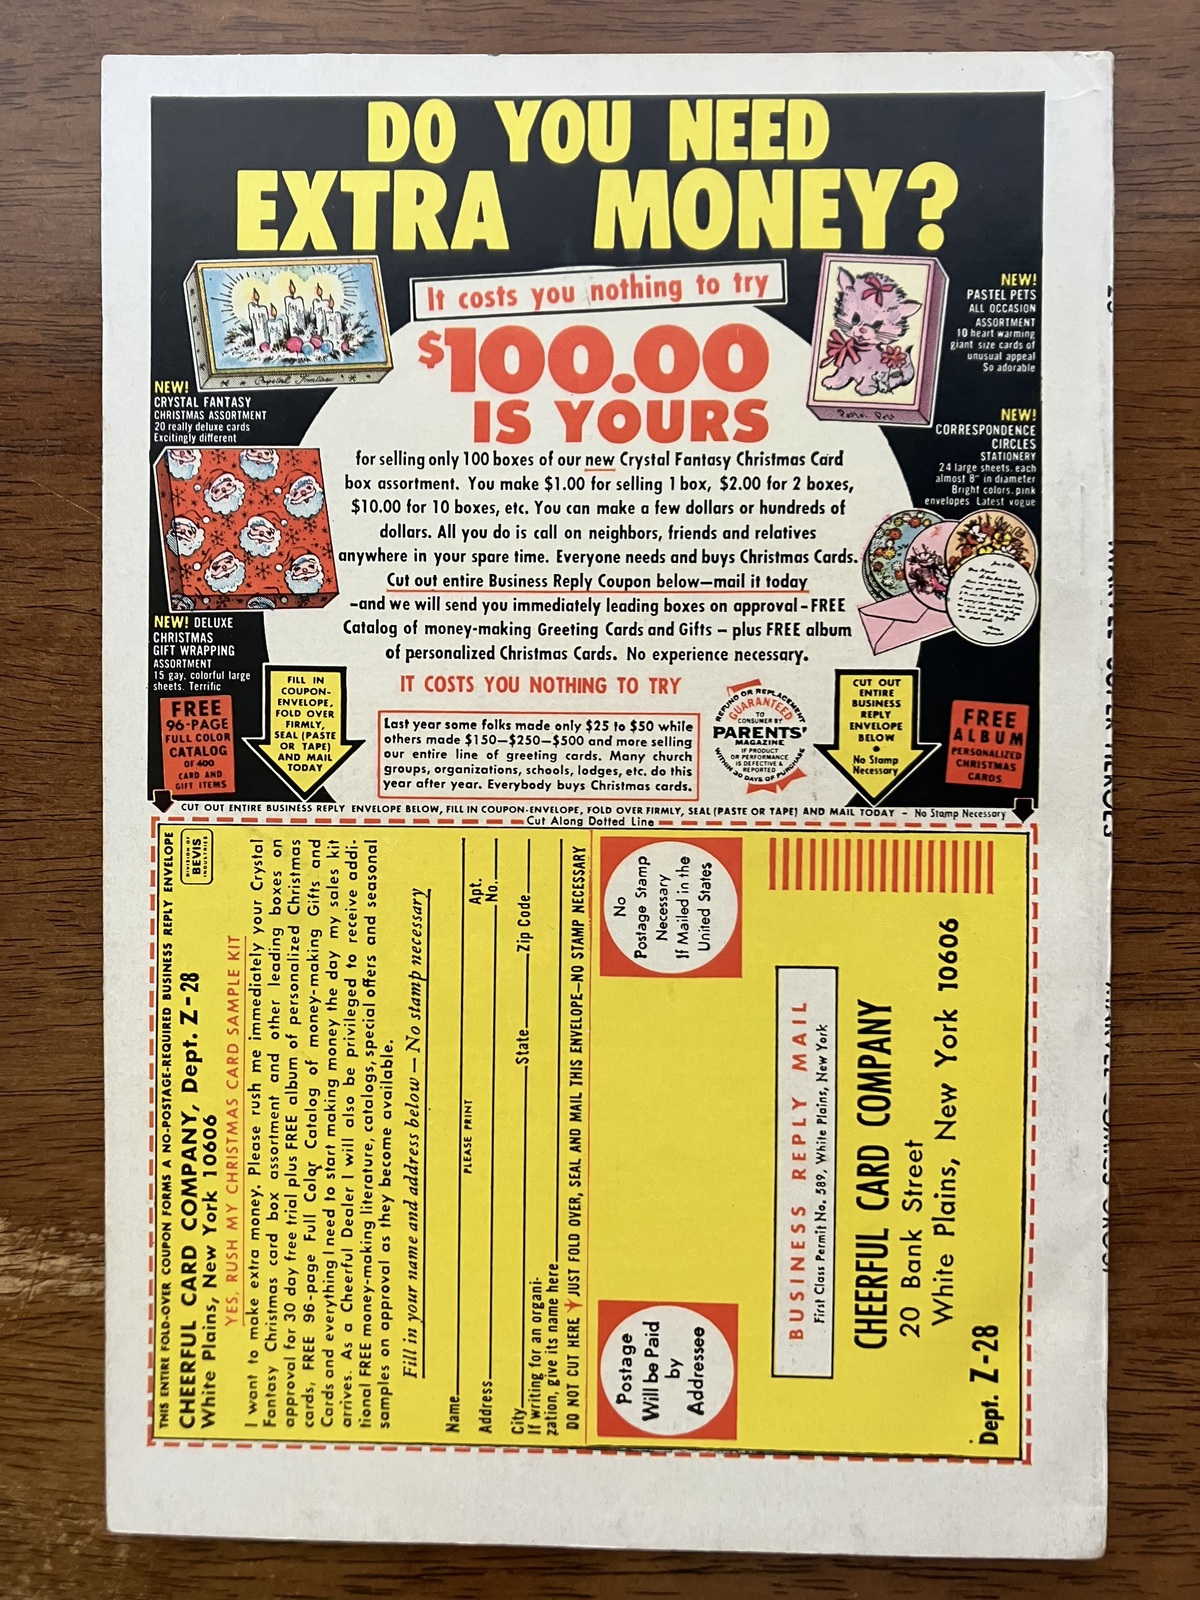 DO YOU NEED
EXTRA MONEY?
It costs you nothing to try
$100.00
IS YOURS
NEW!
CRYSTAL FANTASY
CHRISTMAS ASSORTMENT
20 really deluxe cards
Excitingly different
Crystal Fantasy
NEW!
PASTEL PETS
ALL OCCASION
ASSORTMENT
10 heart warming
giant size cards of
unusual appeal
So adorable
Pastel Pets
NEW!
CORRESPONDENCE
CIRCLES
STATIONERY
24 large sheets, each
almost 8" in diameter
Bright colors, pink
envelopes Latest vogue
for selling only 100 boxes of our new Crystal Fantasy Christmas Card
box assortment. You make $1.00 for selling 1 box, $2.00 for 2 boxes,
$10.00 for 10 boxes, etc. You can make a few dollars or hundreds of
dollars. All you do is call on neighbors, friends and relatives
anywhere in your spare time. Everyone needs and buys Christmas Cards.
Cut out entire Business Reply Coupon below—mail it today
-and we will send you immediately leading boxes on approval-FREE
Catalog of money-making Greeting Cards and Gifts — plus FREE album
of personalized Christmas Cards. No experience necessary.
NEW! DELUXE
CHRISTMAS
GIFT WRAPPING
ASSORTMENT
15 gay, colorful large
sheets. Terrific
FREE
96-PAGE
FULL COLOR
CATALOG
OF 400
CARD AND
GIFT ITEMS
FILL IN
COUPON-
ENVELOPE,
FOLD OVER
FIRMLY,
SEAL (PASTE
OR TAPE)
AND MAIL
TODAY
IT COSTS YOU NOTHING TO TRY
Last year some folks made only $25 to $50 while
others made $150—$250—$500 and more selling
our entire line of greeting cards. Many church
groups, organizations, schools, lodges, etc. do this
year after year. Everybody buys Christmas cards.
REFUND OR REPLACEMENT
GUARANTEED
TO
CONSUMER BY
PARENTS'
MAGAZINE
IF PRODUCT
OR PERFORMANCE
IS DEFECTIVE &
REPORTED
WITHIN 30 DAYS OF PURCHASE
CUT OUT
ENTIRE
BUSINESS
REPLY
ENVELOPE
BELOW
•
No Stamp
Necessary
FREE
ALBUM
PERSONALIZED
CHRISTMAS
CARDS
CUT OUT ENTIRE BUSINESS REPLY ENVELOPE BELOW, FILL IN COUPON-ENVELOPE, FOLD OVER FIRMLY, SEAL (PASTE OR TAPE) AND MAIL TODAY – No Stamp Necessary
Cut Along Dotted Line
THIS ENTIRE FOLD-OVER COUPON FORMS A NO-POSTAGE-REQUIRED BUSINESS REPLY ENVELOPE
CHEERFUL CARD COMPANY, Dept. Z-28
White Plains, New York 10606
DIVISION OF
BEVIS
INDUSTRIES
YES, RUSH MY CHRISTMAS CARD SAMPLE KIT
I want to make extra money. Please rush me immediately your Crystal
Fantasy Christmas card box assortment and other leading boxes on
approval for 30 day free trial plus FREE album of personalized Christmas
cards, FREE 96-page Full Color Catalog of money-making Gifts and
Cards and everything I need to start making money the day my sales kit
arrives. As a Cheerful Dealer I will also be privileged to receive addi-
tional FREE money-making literature, catalogs, special offers and seasonal
samples on approval as they become available.
Fill in your name and address below — No stamp necessary
Name
PLEASE PRINT
Address Apt. No.
City State Zip Code
If writing for an organi-
zation, give its name here
DO NOT CUT HERE JUST FOLD OVER, SEAL AND MAIL THIS ENVELOPE—NO STAMP NECESSARY
Postage
Will be Paid
by
Addressee
No
Postage Stamp
Necessary
If Mailed in the
United States
BUSINESS REPLY MAIL
First Class Permit No. 589, White Plains, New York
CHEERFUL CARD COMPANY
20 Bank Street
White Plains, New York 10606
Dept. Z-28